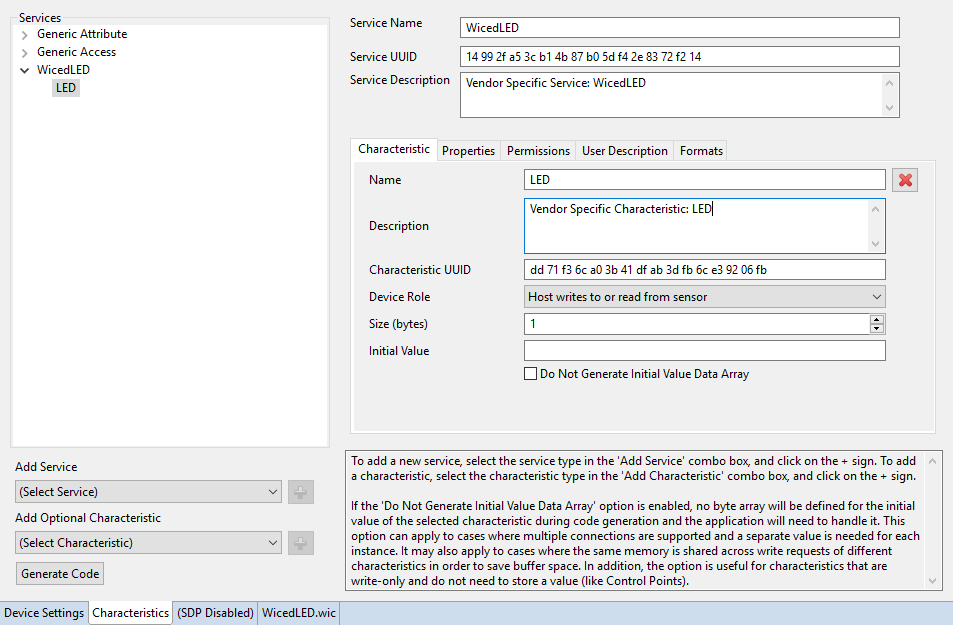 Services
Generic Attribute
Generic Access
WicedLED
LED
Add Service
(Select Service)
Add Optional Characteristic
(Select Characteristic)
Generate Code
Service Name
WicedLED
Service UUID
14 99 2f a5 3c b1 4b 87 b0 5d f4 2e 83 72 f2 14
Service Description
Vendor Specific Service: WicedLED
Characteristic Properties Permissions User Description Formats
Name
LED
Description
Vendor Specific Characteristic: LED
Characteristic UUID
dd 71 f3 6c a0 3b 41 df ab 3d fb 6c e3 92 06 fb
Device Role
Host writes to or read from sensor
Size (bytes)
1
Initial Value
Do Not Generate Initial Value Data Array
To add a new service, select the service type in the 'Add Service' combo box, and click on the + sign. To add
a characteristic, select the characteristic type in the 'Add Characteristic' combo box, and click on the + sign.
If the 'Do Not Generate Initial Value Data Array' option is enabled, no byte array will be defined for the initial
value of the selected characteristic during code generation and the application will need to handle it. This
option can apply to cases where multiple connections are supported and a separate value is needed for each
instance. It may also apply to cases where the same memory is shared across write requests of different
characteristics in order to save buffer space. In addition, the option is useful for characteristics that are
write-only and do not need to store a value (like Control Points).
Device Settings Characteristics (SDP Disabled) WicedLED.wic